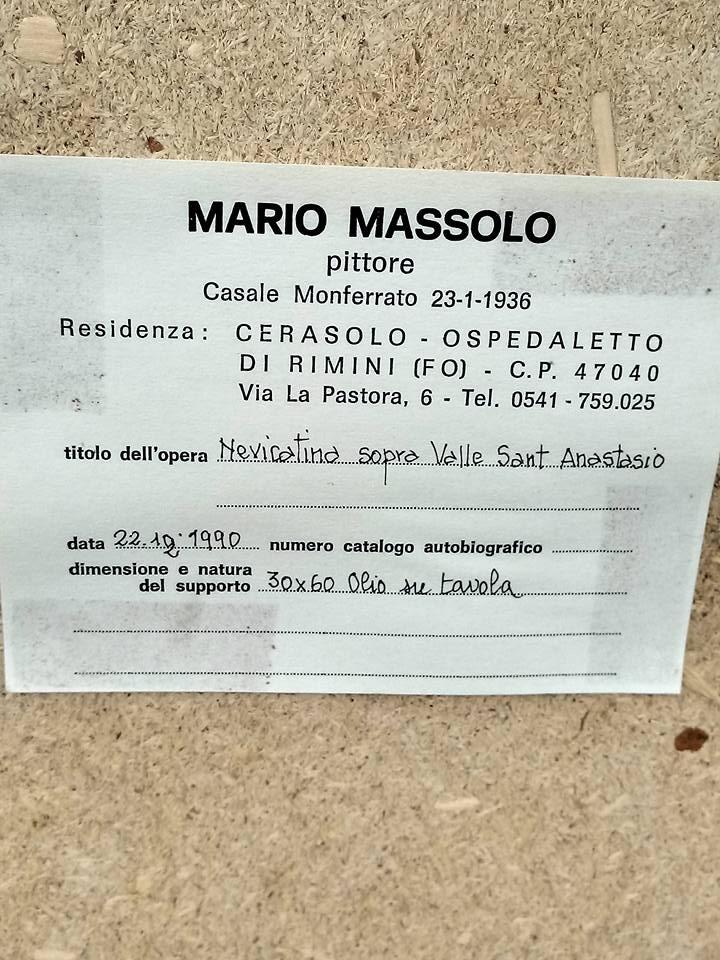 MARIO MASSOLO
pittore
Casale Monferrato 23-1-1936
Residenza: CERASOLO - OSPEDALETTO
DI RIMINI (FO) - C.P. 47040
Via La Pastora, 6 - Tel. 0541-759.025
titolo dell'opera Nevicatina sopra Valle Sant Anastasio
data 22.12.1990 numero catalogo autobiografico
dimensione e natura
del supporto 30x60 Olio su tavola